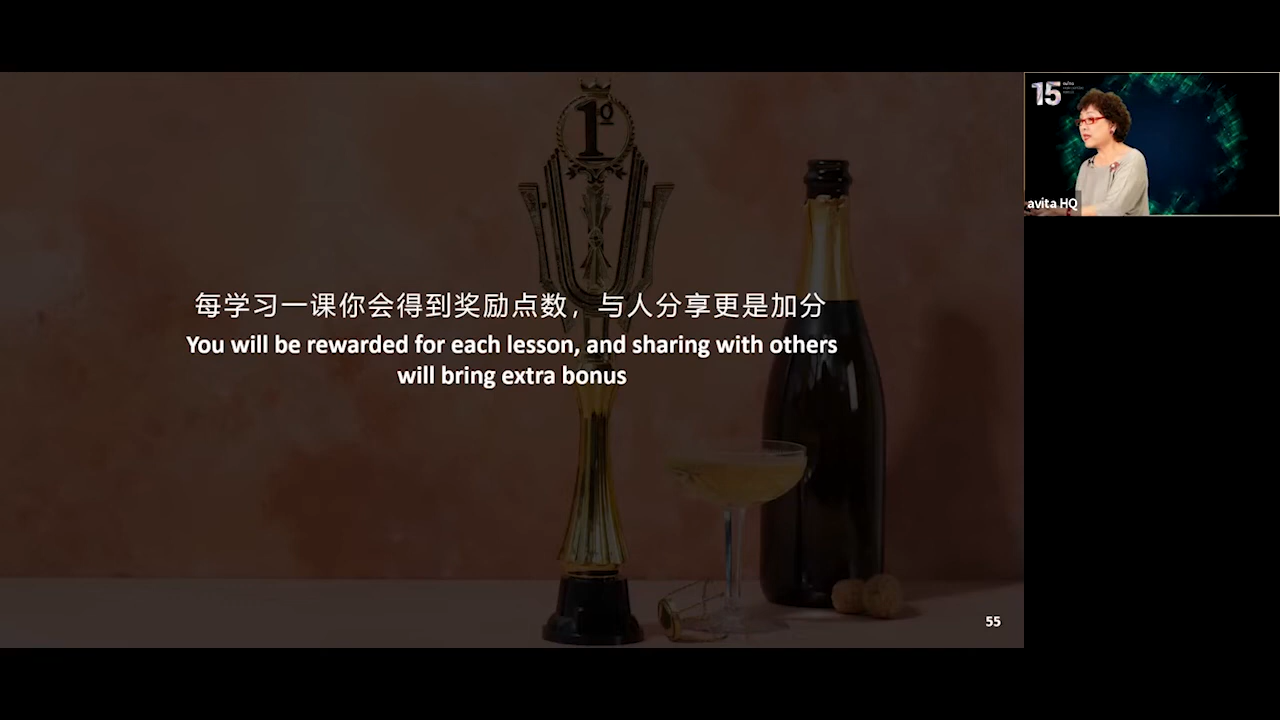 1º
每学习一课你会得到奖励点数，与人分享更是加分
You will be rewarded for each lesson, and sharing with others
will bring extra bonus
55
15
avita HQ